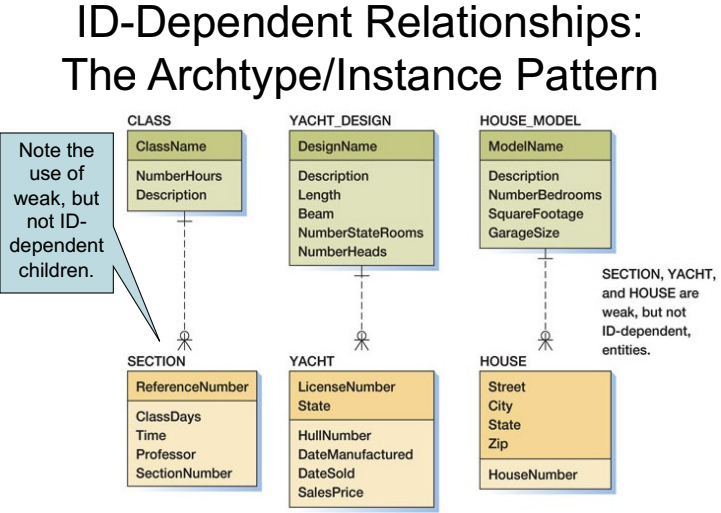 ID-Dependent Relationships:
The Archtype/Instance Pattern
Note the
use of
weak, but
not ID-
dependent
children.
CLASS
ClassName
NumberHours
Description
YACHT_DESIGN
DesignName
Description
Length
Beam
NumberStateRooms
NumberHeads
HOUSE_MODEL
ModelName
Description
NumberBedrooms
SquareFootage
GarageSize
SECTION, YACHT,
and HOUSE are
weak, but not
ID-dependent,
entities.
SECTION
ReferenceNumber
ClassDays
Time
Professor
SectionNumber
YACHT
LicenseNumber
State
HullNumber
DateManufactured
DateSold
SalesPrice
HOUSE
Street
City
State
Zip
HouseNumber